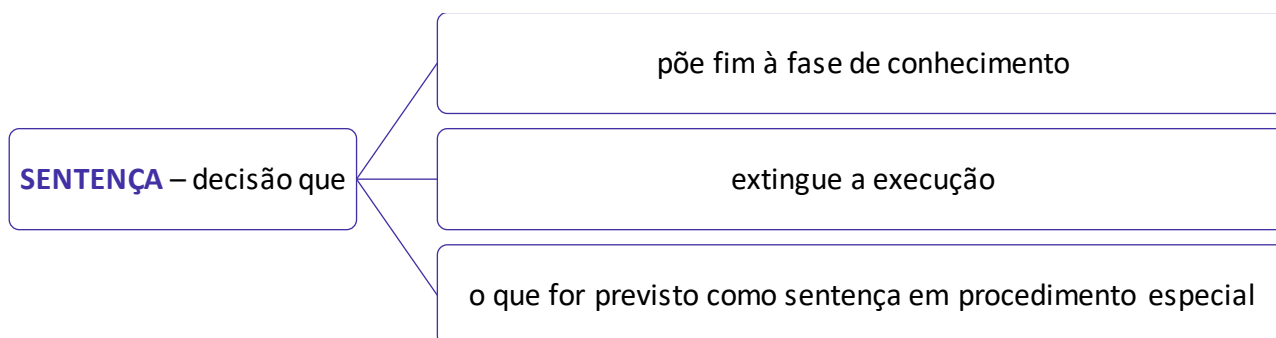 põe fim à fase de conhecimento
SENTENÇA – decisão que
extingue a execução
o que for previsto como sentença em procedimento especial